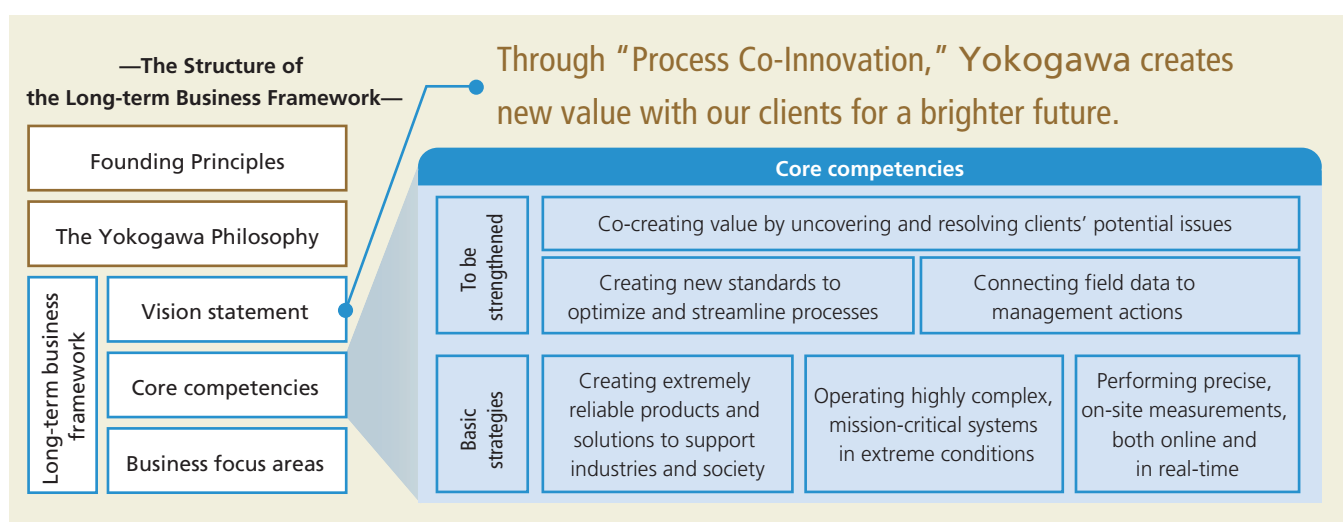 —The Structure of
the Long-term Business Framework—
Founding Principles
The Yokogawa Philosophy
Long-term business
framework
Vision statement
Core competencies
Business focus areas
Through “Process Co-Innovation,” Yokogawa creates
new value with our clients for a brighter future.
Core competencies
To be
strengthened
Co-creating value by uncovering and resolving clients’ potential issues
Creating new standards to
optimize and streamline processes
Connecting field data to
management actions
Basic
strategies
Creating extremely
reliable products and
solutions to support
industries and society
Operating highly complex,
mission-critical systems
in extreme conditions
Performing precise,
on-site measurements,
both online and
in real-time